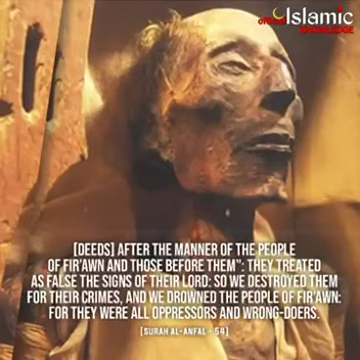 Islamic
[DEEDS] AFTER THE MANNER OF THE PEOPLE
OF FIR'AWN AND THOSE BEFORE THEM": THEY TREATED
AS FALSE THE SIGNS OF THEIR LORD: SO WE DESTROYED THEM
FOR THEIR CRIMES, AND WE DROWNED THE PEOPLE OF FIR'AWN:
FOR THEY WERE ALL OPPRESSORS AND WRONG-DOERS.
(SURAH AL-ANFAL - 54)